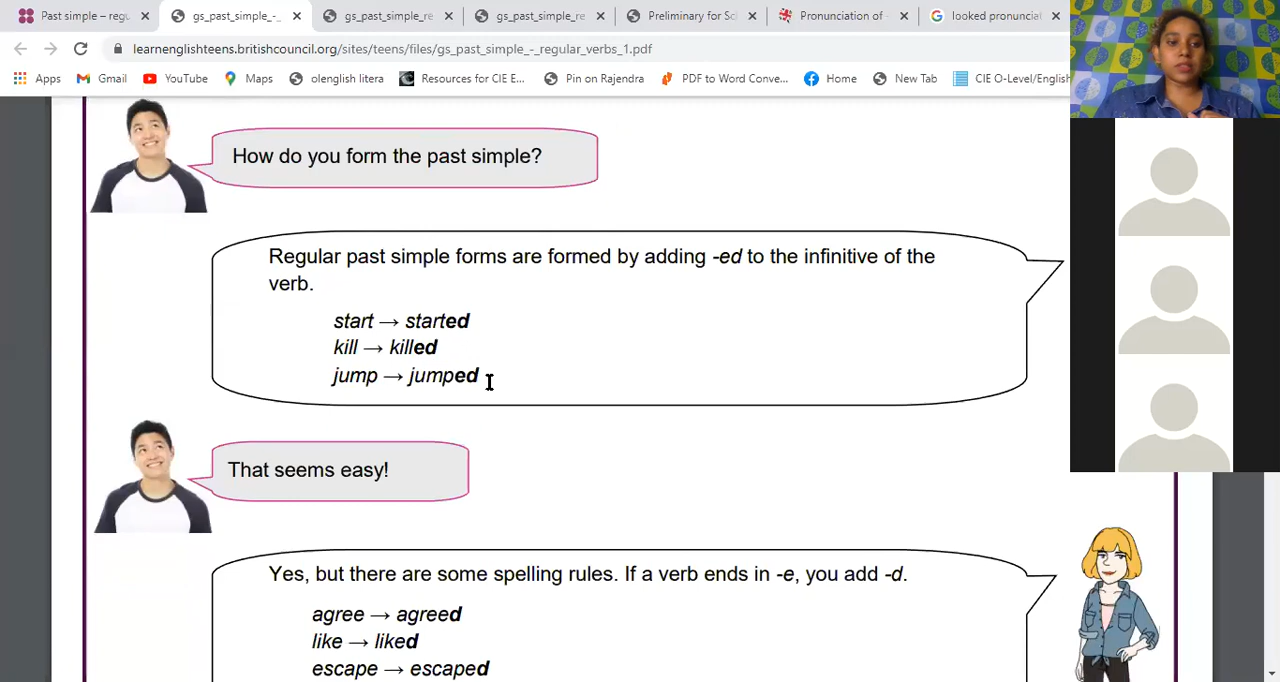 Past simple – regu
gs_past_simple_-_
gs_past_simple_re
gs_past_simple_re
Preliminary for Sc
Pronunciation of
looked pronunciat
learnenglishteens.britishcouncil.org/sites/teens/files/gs_past_simple_-_regular_verbs_1.pdf
Apps
Gmail
YouTube
Maps
olenglish litera
Resources for CIE E...
Pin on Rajendra
PDF to Word Conve...
Home
New Tab
CIE O-Level/English
How do you form the past simple?
Regular past simple forms are formed by adding -ed to the infinitive of the
verb.
start → started
kill → killed
jump → jumped
That seems easy!
Yes, but there are some spelling rules. If a verb ends in -e, you add -d.
agree → agreed
like → liked
escape → escaped